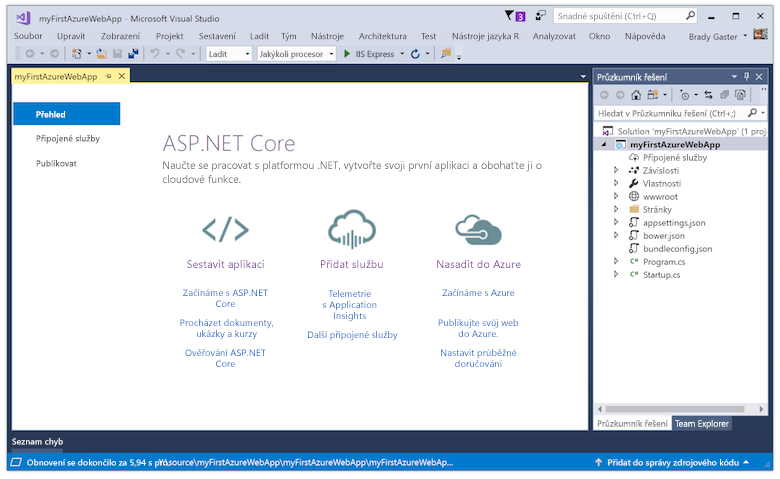 myFirstAzureWebApp - Microsoft Visual Studio
3
Snadné spuštění (Ctrl+Q)
Soubor Upravit Zobrazení Projekt Sestavení Ladit Tým Nástroje Architektura Test Nástroje jazyka R Analyzovat Okno Nápověda Brady Gaster
Ladit Jakýkoli procesor IIS Express
myFirstAzureWebApp
Přehled
Připojené služby
Publikovat
ASP.NET Core
Naučte se pracovat s platformou .NET, vytvořte svoji první aplikaci a obohaťte ji o
cloudové funkce.
Sestavit aplikaci
Začínáme s ASP.NET
Core
Procházet dokumenty,
ukázky a kurzy
Ověřování ASP.NET
Core
Přidat službu
Telemetrie
s Application
Insights
Další připojené služby
Nasadit do Azure
Začínáme s Azure
Publikujte svůj web
do Azure.
Nastavit průběžné
doručování
Průzkumník řešení
Hledat v Průzkumníku řešení (Ctrl+;)
Solution 'myFirstAzureWebApp' (1 proj
myFirstAzureWebApp
Připojené služby
Závislosti
Vlastnosti
wwwroot
Stránky
appsettings.json
bower.json
bundleconfig.json
C# Program.cs
C# Startup.cs
Průzkumník řešení Team Explorer
Seznam chyb
Obnovení se dokončilo za 5,94 s pro source\myFirstAzureWebApp\myFirstAzureWebApp\myFirstAzureWebAp...
Přidat do správy zdrojového kódu